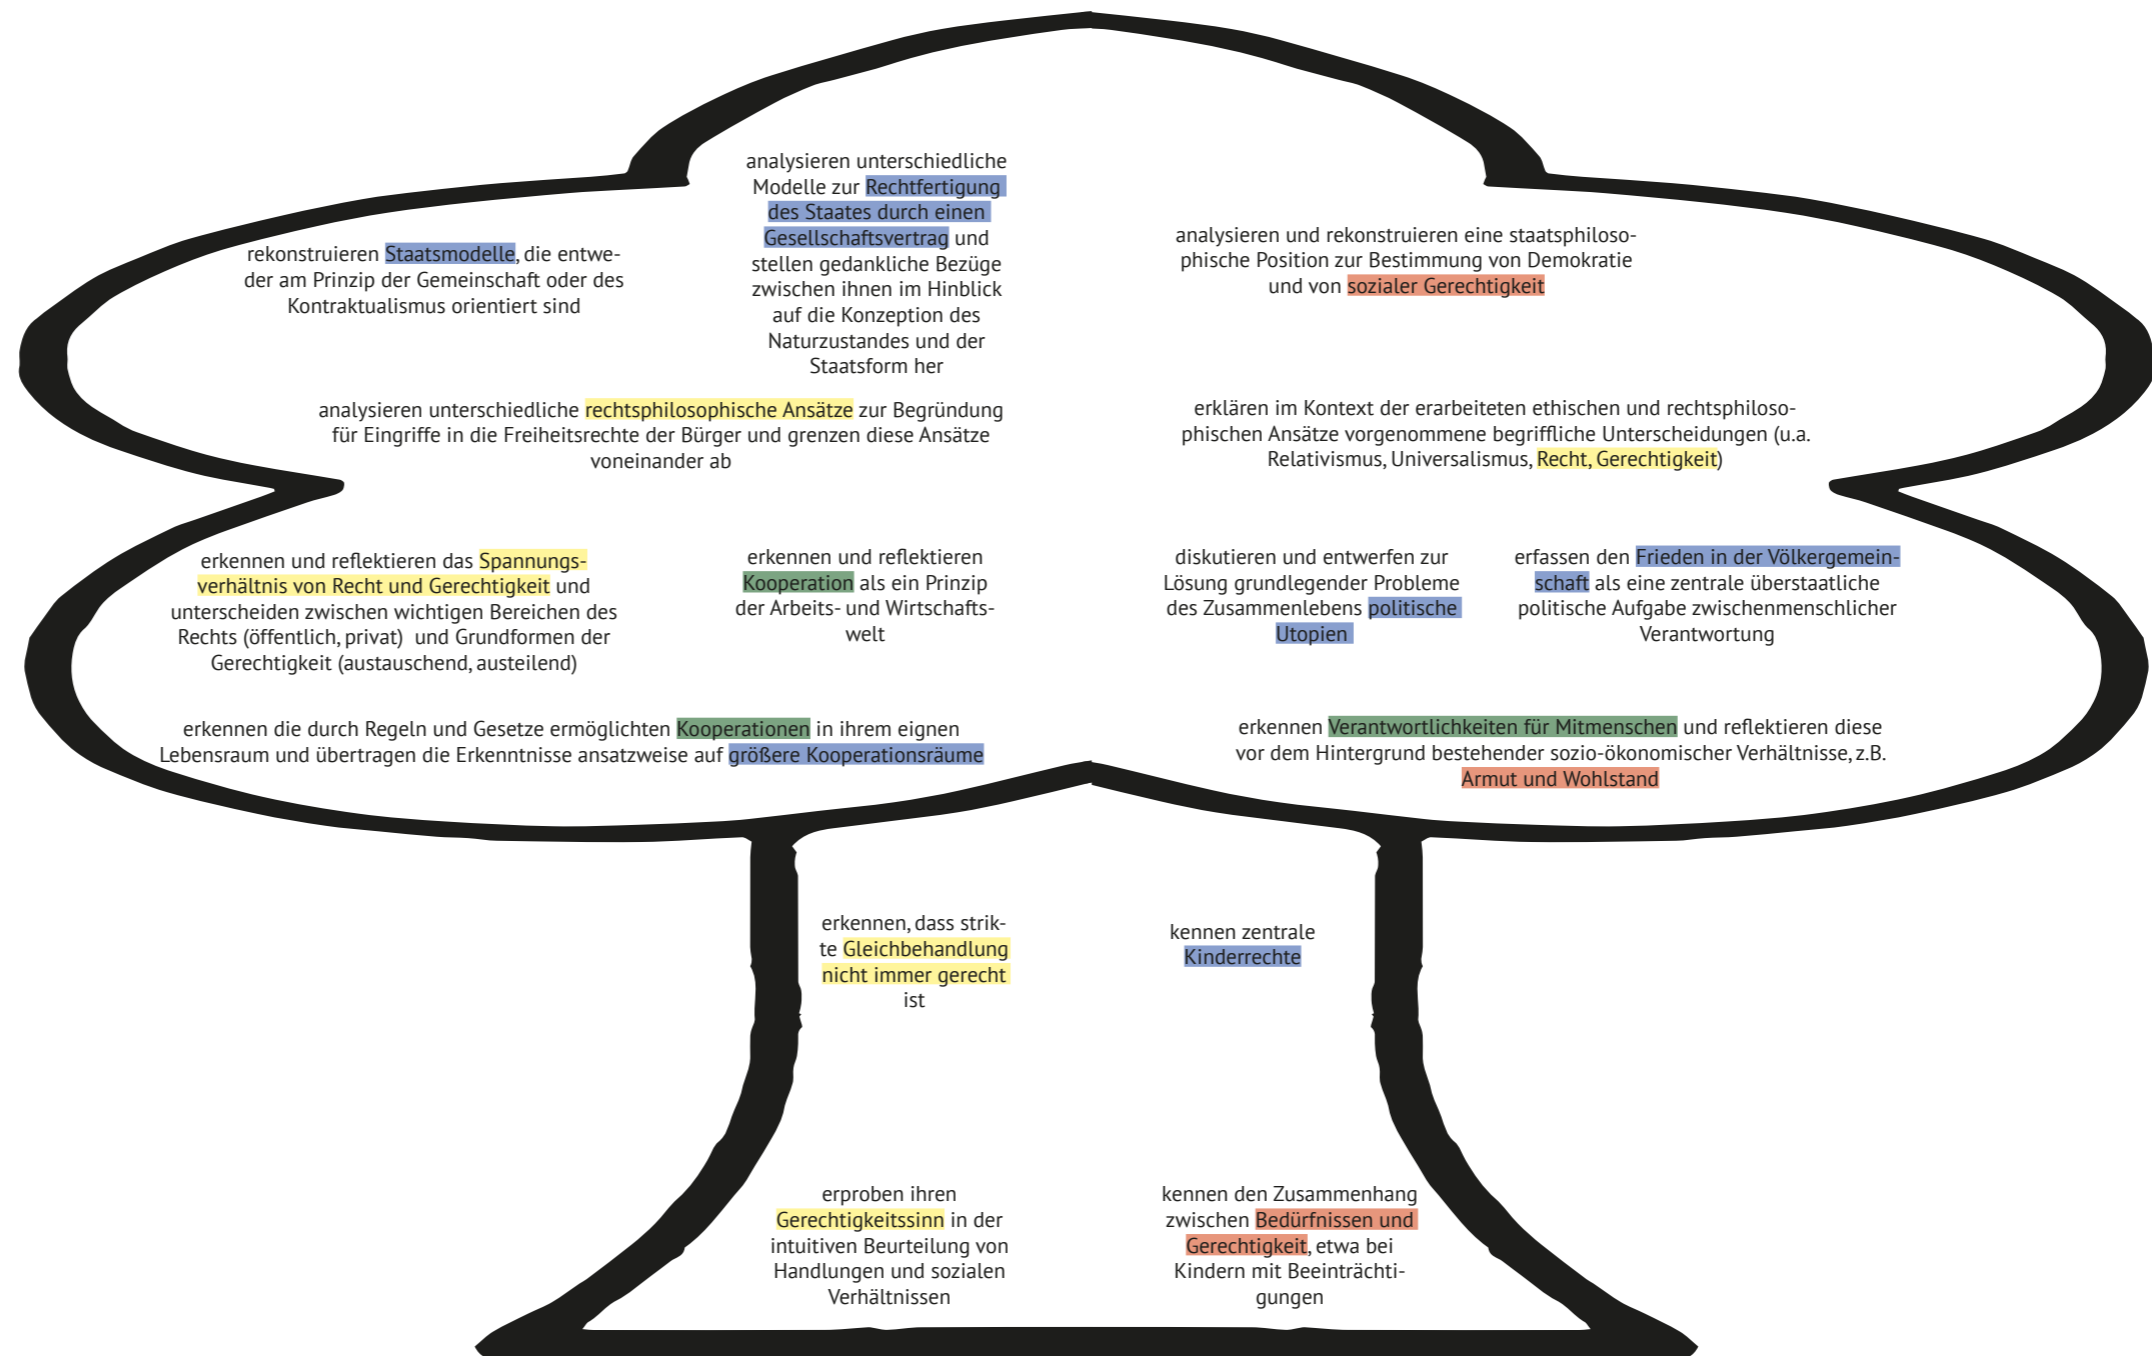 analysieren unterschiedliche
Modelle zur Rechtfertigung
des Staates durch einen
Gesellschaftsvertrag und
stellen gedankliche Bezüge
zwischen ihnen im Hinblick
auf die Konzeption des
Naturzustandes und der
Staatsform her
rekonstruieren Staatsmodelle, die entwe-
der am Prinzip der Gemeinschaft oder des
Kontraktualismus orientiert sind
analysieren und rekonstruieren eine staatsphiloso-
phische Position zur Bestimmung von Demokratie
und von sozialer Gerechtigkeit
analysieren unterschiedliche rechtsphilosophische Ansätze zur Begründung
für Eingriffe in die Freiheitsrechte der Bürger und grenzen diese Ansätze
voneinander ab
erklären im Kontext der erarbeiteten ethischen und rechtsphiloso-
phischen Ansätze vorgenommene begriffliche Unterscheidungen (u.a.
Relativismus, Universalismus, Recht, Gerechtigkeit)
erkennen und reflektieren das Spannungs-
verhältnis von Recht und Gerechtigkeit und
unterscheiden zwischen wichtigen Bereichen des
Rechts (öffentlich, privat) und Grundformen der
Gerechtigkeit (austauschend, austeilend)
erkennen und reflektieren
Kooperation als ein Prinzip
der Arbeits- und Wirtschafts-
welt
diskutieren und entwerfen zur
Lösung grundlegender Probleme
des Zusammenlebens politische
Utopien
erfassen den Frieden in der Völkergemein-
schaft als eine zentrale überstaatliche
politische Aufgabe zwischenmenschlicher
Verantwortung
erkennen die durch Regeln und Gesetze ermöglichten Kooperationen in ihrem eignen
Lebensraum und übertragen die Erkenntnisse ansatzweise auf größere Kooperationsräume
erkennen Verantwortlichkeiten für Mitmenschen und reflektieren diese
vor dem Hintergrund bestehender sozio-ökonomischer Verhältnisse, z.B.
Armut und Wohlstand
erkennen, dass strik-
te Gleichbehandlung
nicht immer gerecht
ist
kennen zentrale
Kinderrechte
erproben ihren
Gerechtigkeitssinn in der
intuitiven Beurteilung von
Handlungen und sozialen
Verhältnissen
kennen den Zusammenhang
zwischen Bedürfnissen und
Gerechtigkeit, etwa bei
Kindern mit Beeinträchti-
gungen